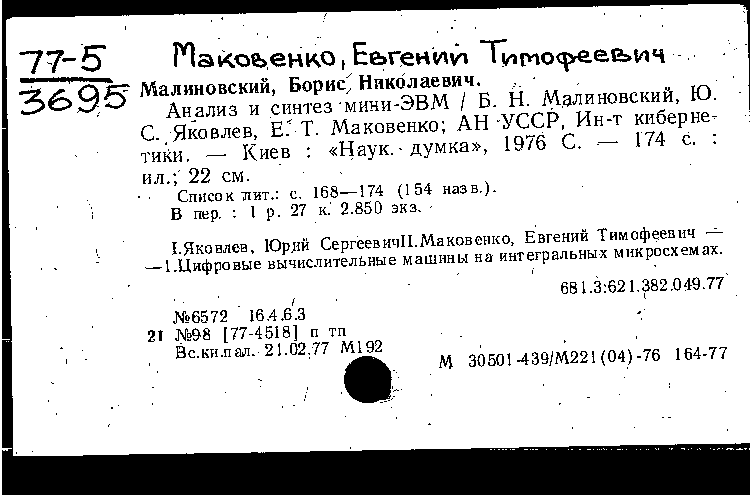 77-5
3695
Маковенко, Евгений Тимофеевич
Малиновский, Борис Николаевич.
Анализ и синтез мини-ЭВМ / Б. Н. Малиновский, Ю.
С. Яковлев, Е. Т. Маковенко; АН УССР, Ин-т киберне-
тики. — Киев : «Наук. думка», 1976 С. — 174 с. :
ил.; 22 см.
Список лит.: с. 168—174 (154 назв.).
В пер. : 1 р. 27 к. 2.850 экз.
I.Яковлев, Юрий СергеевичII.Маковенко, Евгений Тимофеевич —
—1.Цифровые вычислительные машины на интегральных микросхемах.
681.3:621.382.049.77
№6572 16.4.6.3
21 №98 [77-4518] п тп
Вс.кн.пал. 21.02.77 М192
М 30501-439/М221(04)-76 164-77